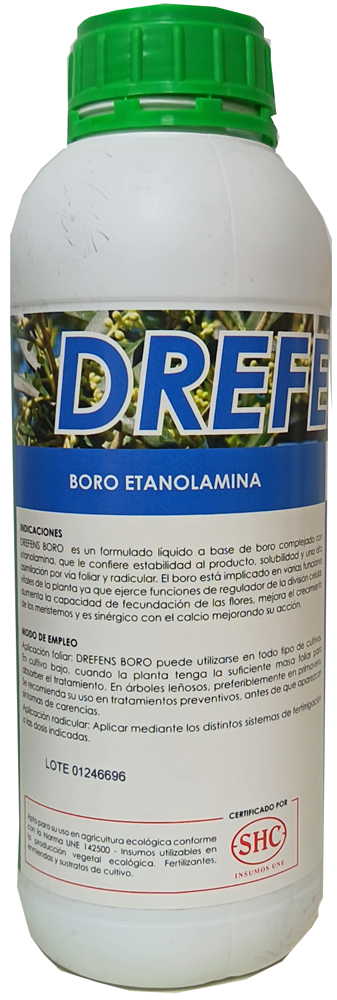 DREFE
BORO ETANOLAMINA
INDICACIONES
DREFENS BORO es un formulado líquido a base de boro complejado con
etanolamina, que le confiere estabilidad al producto, solubilidad y una alta
asimilación por vía foliar y radicular. El boro está implicado en varias funciones
vitales de la planta ya que ejerce funciones de regulador de la división celular,
aumenta la capacidad de fecundación de las flores, mejora el crecimiento
de los meristemos y es sinérgico con el calcio mejorando su acción.
MODO DE EMPLEO
Aplicación foliar: DREFENS BORO puede utilizarse en todo tipo de cultivos.
En cultivo bajo, cuando la planta tenga la suficiente masa foliar para
absorber el tratamiento. En árboles leñosos, preferiblemente en primavera.
Se recomienda su uso en tratamientos preventivos, antes de que aparezcan
síntomas de carencias.
Aplicación radicular: Aplicar mediante los distintos sistemas de fertirrigación
a las dosis indicadas.
LOTE 01246696
CERTIFICADO POR
SHC
INSUMOS UNE
Apta para su uso en agricultura ecológica conforme
con la Norma UNE 142500 - Insumos utilizables en
la producción vegetal ecológica. Fertilizantes,
enmiendas y sustratos de cultivo.